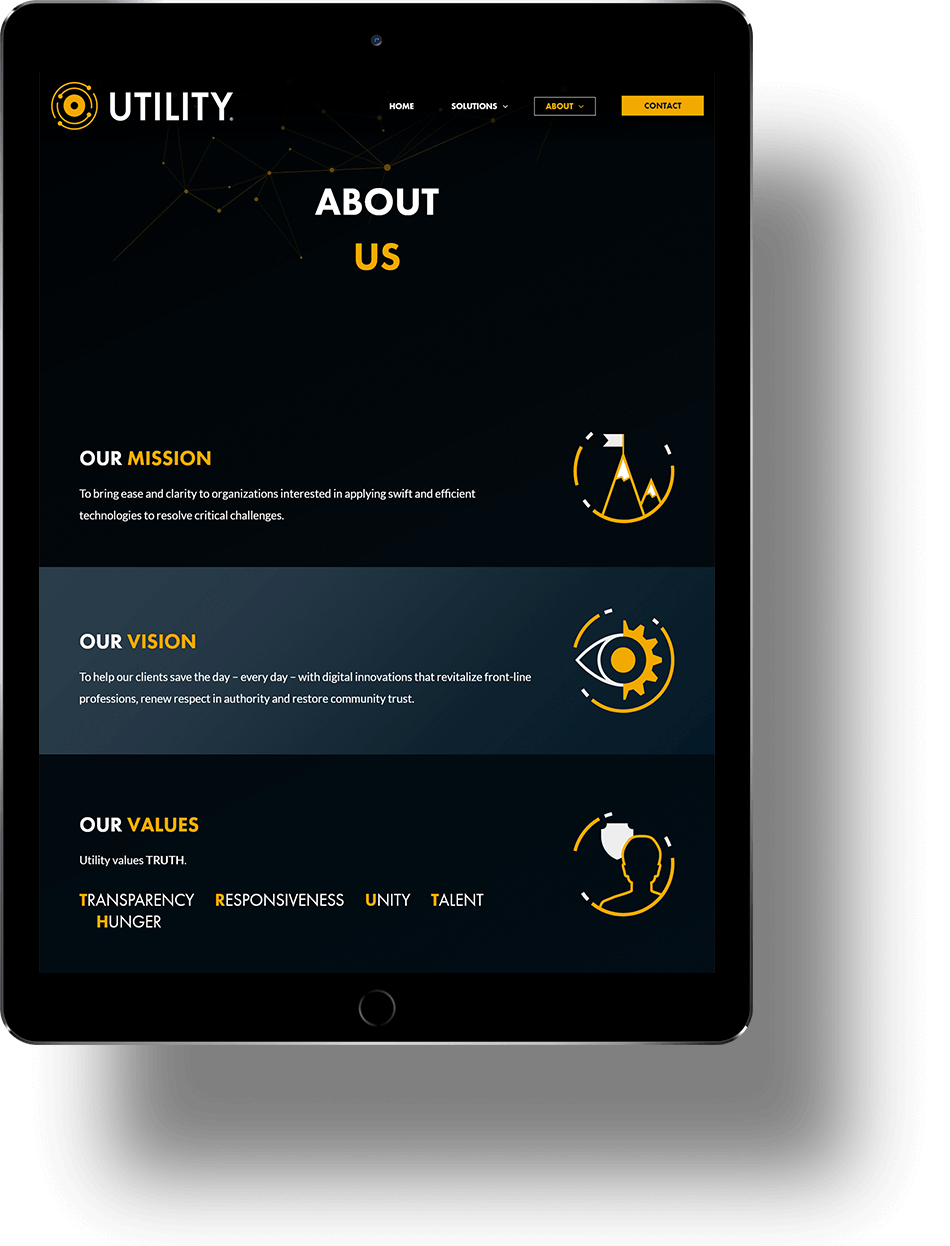 UTILITY®
HOME SOLUTIONS ABOUT CONTACT
ABOUT
US
OUR MISSION
To bring ease and clarity to organizations interested in applying swift and efficient
technologies to resolve critical challenges.
OUR VISION
To help our clients save the day – every day – with digital innovations that revitalize front-line
professions, renew respect in authority and restore community trust.
OUR VALUES
Utility values TRUTH.
TRANSPARENCY RESPONSIVENESS UNITY TALENT
HUNGER